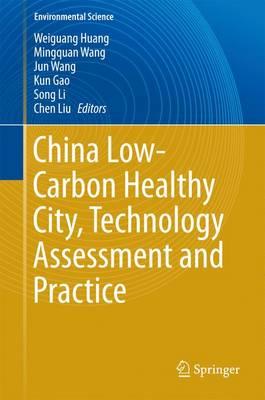 Environmental Science
Weiguang Huang
Mingquan Wang
Jun Wang
Kun Gao
Song Li
Chen Liu Editors
China Low-
Carbon Healthy
City, Technology
Assessment and
Practice
Springer